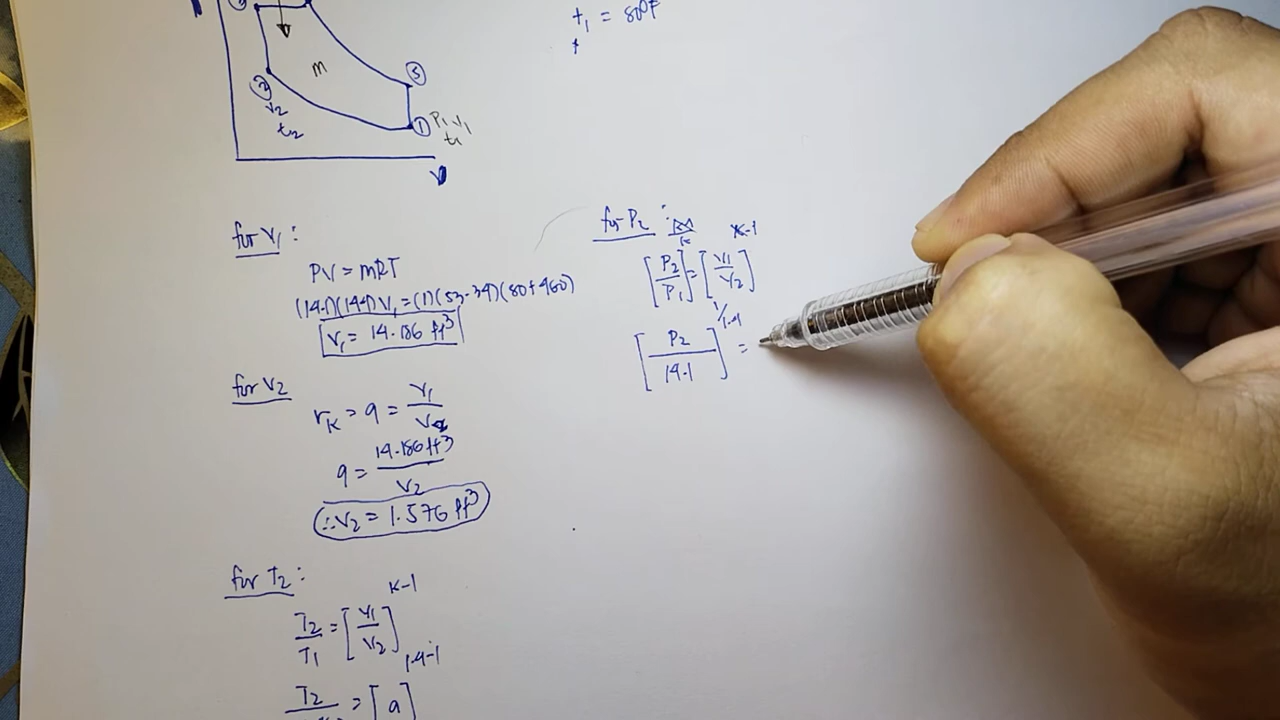 t₁ = 80°F
m
③
②
V₂
t₂
⑤
① P₁ V₁
t₁
V
for V₁ :
PV = mRT
(14.1)(144) V₁ = (1)(53.34)(80+460)
V₁ = 14.186 ft³
for V₂
rₖ = 9 = V₁ / V₂
9 = 14.186 ft³ / V₂
∴ V₂ = 1.576 ft³
for T₂ :
T₂ / T₁ = [V₁ / V₂]^(K-1)
1.4-1
T₂ = [9]
for P₂ :
[P₂ / P₁] = [V₁ / V₂] K-1
[P₂ / 14.1]^(1/1.4) =